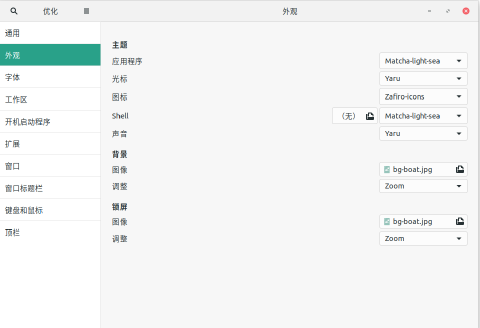 优化
外观
通用
外观
字体
工作区
开机启动程序
扩展
窗口
窗口标题栏
键盘和鼠标
顶栏
主题
应用程序 Matcha-light-sea
光标 Yaru
图标 Zafiro-icons
Shell （无） Matcha-light-sea
声音 Yaru
背景
图像 bg-boat.jpg
调整 Zoom
锁屏
图像 bg-boat.jpg
调整 Zoom